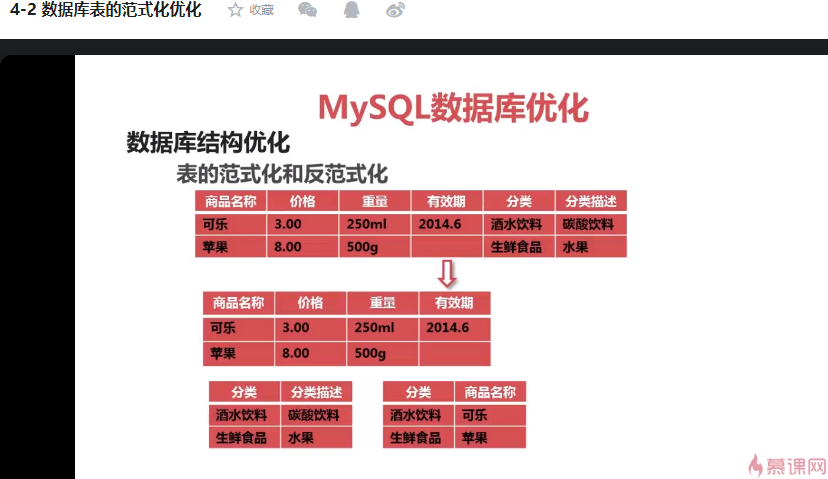 4-2 数据库表的范式化优化 收藏
MySQL数据库优化
数据库结构优化
表的范式化和反范式化
商品名称 价格 重量 有效期 分类 分类描述
可乐 3.00 250ml 2014.6 酒水饮料 碳酸饮料
苹果 8.00 500g 生鲜食品 水果
商品名称 价格 重量 有效期
可乐 3.00 250ml 2014.6
苹果 8.00 500g
分类 分类描述
酒水饮料 碳酸饮料
生鲜食品 水果
分类 商品名称
酒水饮料 可乐
生鲜食品 苹果
慕课网